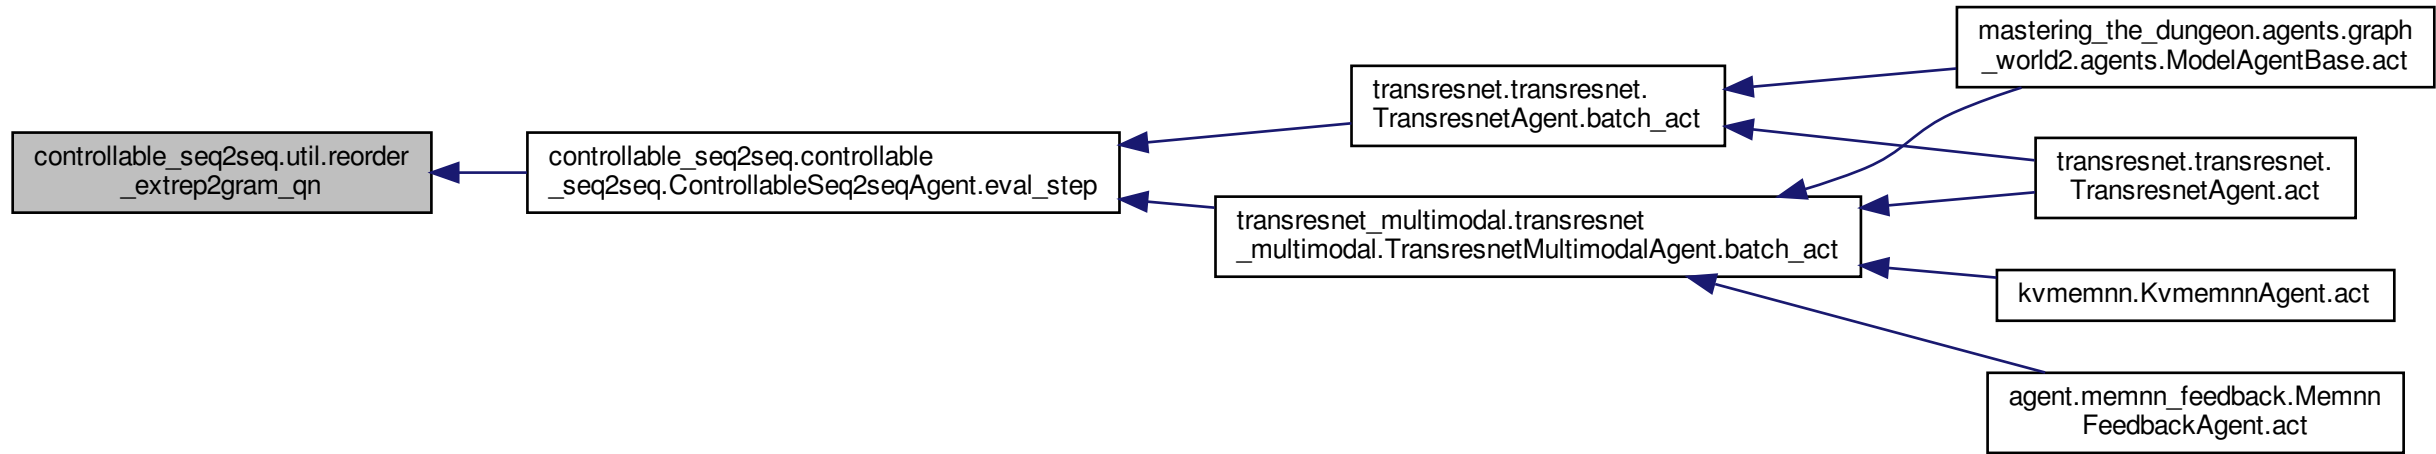 controllable_seq2seq.util.reorder
_extrep2gram_qn
controllable_seq2seq.controllable
_seq2seq.ControllableSeq2seqAgent.eval_step
transresnet.transresnet.
TransresnetAgent.batch_act
transresnet_multimodal.transresnet
_multimodal.TransresnetMultimodalAgent.batch_act
mastering_the_dungeon.agents.graph
_world2.agents.ModelAgentBase.act
transresnet.transresnet.
TransresnetAgent.act
kvmemnn.KvmemnnAgent.act
agent.memnn_feedback.Memnn
FeedbackAgent.act